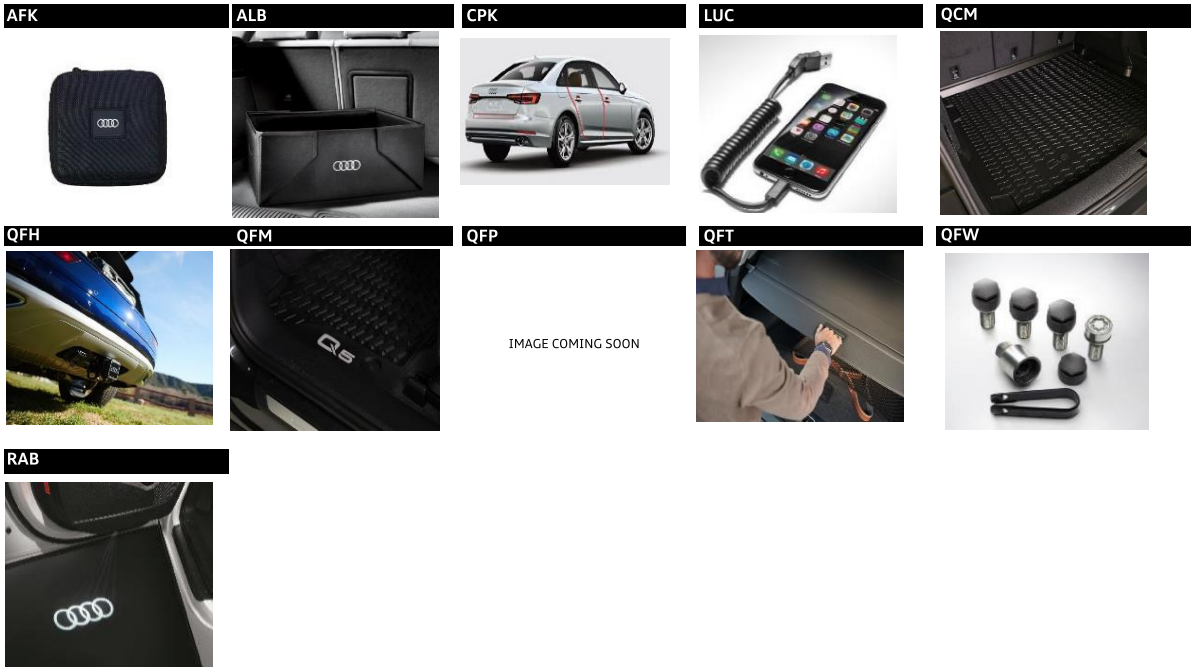 AFK
ALB
CPK
LUC
QCM
QFH
QFM
QFP
QFT
QFW
IMAGE COMING SOON
Q5
RAB